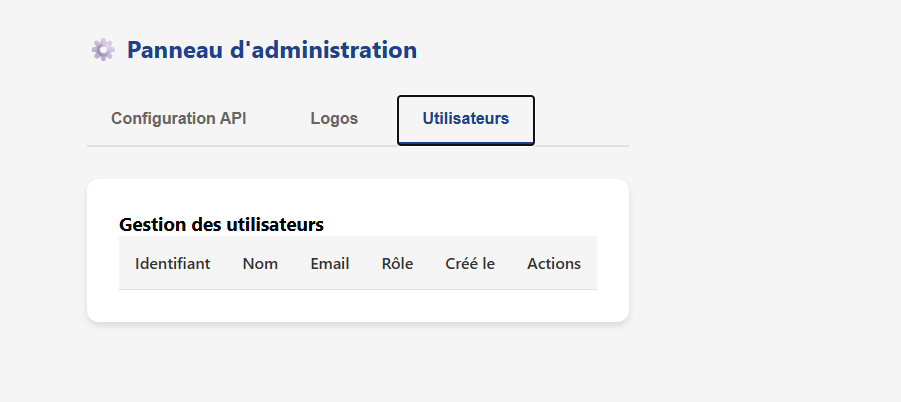 Panneau d'administration
Configuration API Logos Utilisateurs
Gestion des utilisateurs
Identifiant Nom Email Rôle Créé le Actions